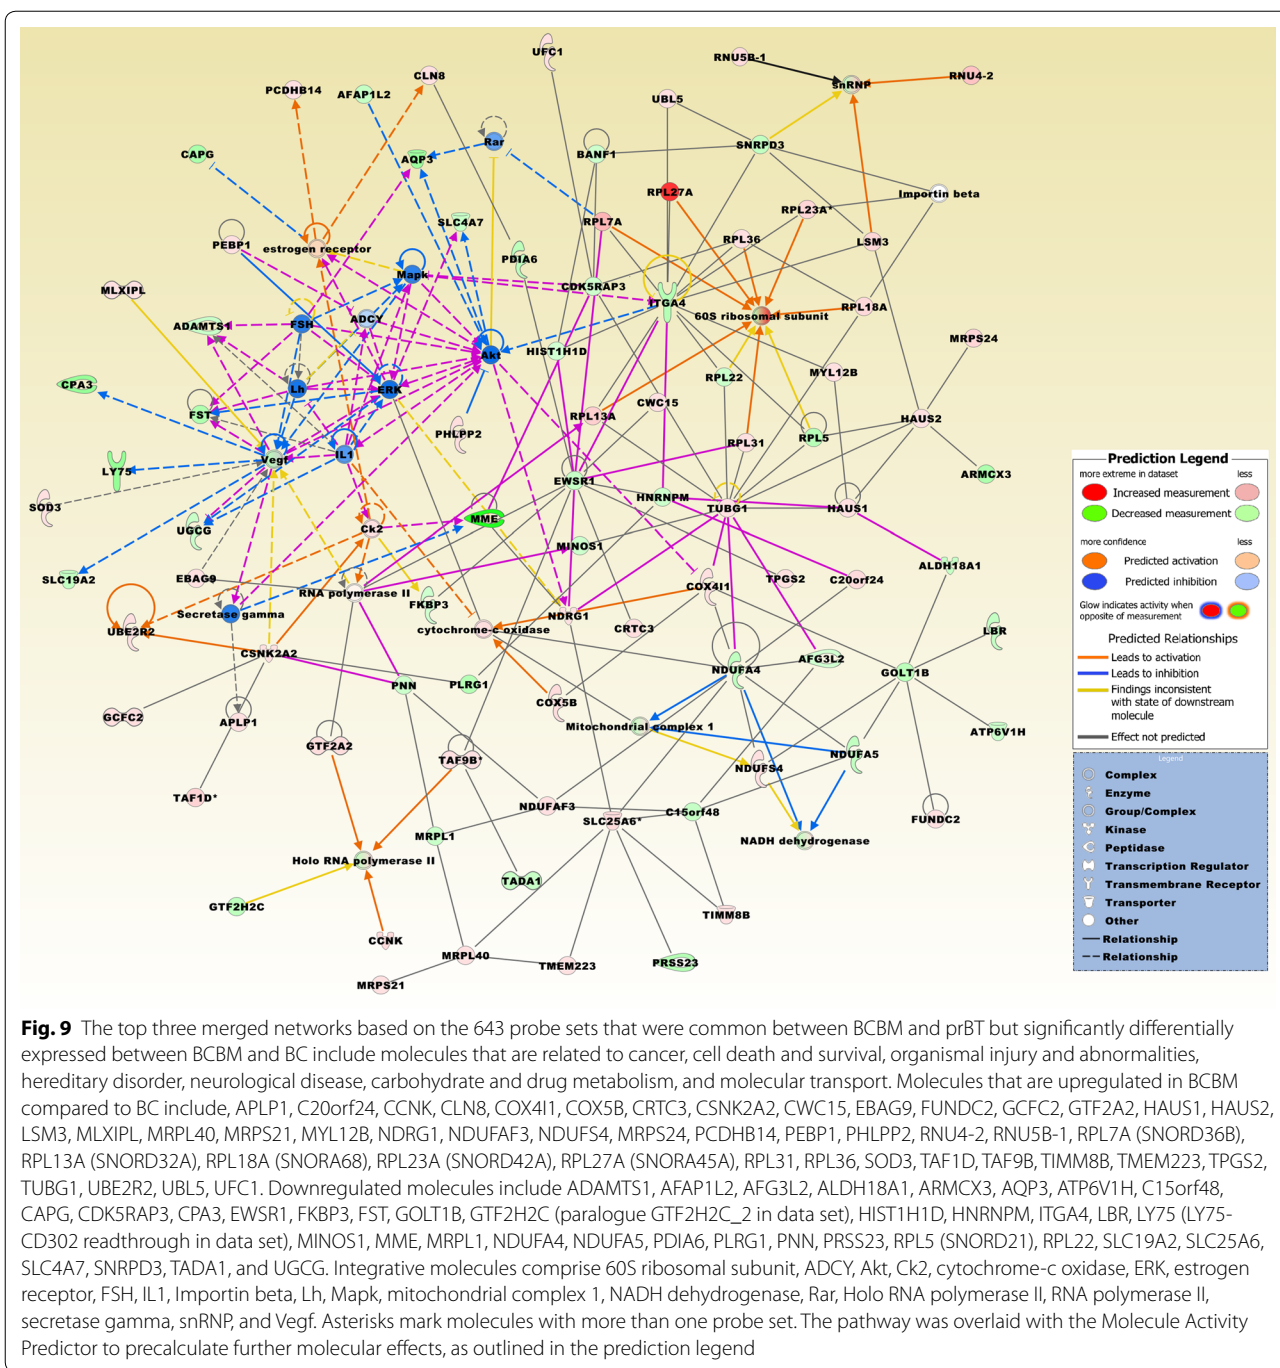 UFC1
RNU5B-1
CLN8
snRNP
RNU4-2
PCDHB14
AFAP1L2
UBL5
Rar
SNRPD3
CAPG
AQP3
BANF1
RPL27A
Importin beta
SLC4A7
RPL7A
RPL23A*
PEBP1
estrogen receptor
RPL36
LSM3
PDIA6
Mapk
CDK5RAP3
MLXIPL
ITGA4
RPL18A
ADAMTS1
FSH
ADCY
60S ribosomal subunit
MRPS24
Akt
HIST1H1D
CPA3
Lh
ERK
RPL22
MYL12B
FST
CWC15
RPL13A
HAUS2
PHLPP2
RPL31
RPL5
Vegf
IL1
LY75
ARMCX3
EWSR1
SOD3
HNRNPM
TUBG1
HAUS1
MME
UGCG
Ck2
MINOS1
SLC19A2
EBAG9
ALDH18A1
RNA polymerase II
COX4I1
TPGS2
C20orf24
FKBP3
Secretase gamma
NDRG1
UBE2R2
cytochrome-c oxidase
CRTC3
LBR
CSNK2A2
AFG3L2
NDUFA4
GOLT1B
PNN
PLRG1
COX5B
GCFC2
APLP1
Mitochondrial complex 1
ATP6V1H
GTF2A2
TAF9B*
NDUFA5
NDUFS4
TAF1D*
NDUFAF3
SLC25A6*
C15orf48
FUNDC2
MRPL1
NADH dehydrogenase
Holo RNA polymerase II
TADA1
GTF2H2C
TIMM8B
CCNK
MRPL40
TMEM223
PRSS23
MRPS21
Prediction Legend
more extreme in dataset less
Increased measurement
Decreased measurement
more confidence less
Predicted activation
Predicted inhibition
Glow indicates activity when
opposite of measurement
Predicted Relationships
Leads to activation
Leads to inhibition
Findings inconsistent
with state of downstream
molecule
Effect not predicted
Legend
Complex
Enzyme
Group/Complex
Kinase
Peptidase
Transcription Regulator
Transmembrane Receptor
Transporter
Other
Relationship
Relationship
Fig. 9 The top three merged networks based on the 643 probe sets that were common between BCBM and prBT but significantly differentially
expressed between BCBM and BC include molecules that are related to cancer, cell death and survival, organismal injury and abnormalities,
hereditary disorder, neurological disease, carbohydrate and drug metabolism, and molecular transport. Molecules that are upregulated in BCBM
compared to BC include, APLP1, C20orf24, CCNK, CLN8, COX4I1, COX5B, CRTC3, CSNK2A2, CWC15, EBAG9, FUNDC2, GCFC2, GTF2A2, HAUS1, HAUS2,
LSM3, MLXIPL, MRPL40, MRPS21, MYL12B, NDRG1, NDUFAF3, NDUFS4, MRPS24, PCDHB14, PEBP1, PHLPP2, RNU4-2, RNU5B-1, RPL7A (SNORD36B),
RPL13A (SNORD32A), RPL18A (SNORA68), RPL23A (SNORD42A), RPL27A (SNORA45A), RPL31, RPL36, SOD3, TAF1D, TAF9B, TIMM8B, TMEM223, TPGS2,
TUBG1, UBE2R2, UBL5, UFC1. Downregulated molecules include ADAMTS1, AFAP1L2, AFG3L2, ALDH18A1, ARMCX3, AQP3, ATP6V1H, C15orf48,
CAPG, CDK5RAP3, CPA3, EWSR1, FKBP3, FST, GOLT1B, GTF2H2C (paralogue GTF2H2C_2 in data set), HIST1H1D, HNRNPM, ITGA4, LBR, LY75 (LY75-
CD302 readthrough in data set), MINOS1, MME, MRPL1, NDUFA4, NDUFA5, PDIA6, PLRG1, PNN, PRSS23, RPL5 (SNORD21), RPL22, SLC19A2, SLC25A6,
SLC4A7, SNRPD3, TADA1, and UGCG. Integrative molecules comprise 60S ribosomal subunit, ADCY, Akt, Ck2, cytochrome-c oxidase, ERK, estrogen
receptor, FSH, IL1, Importin beta, Lh, Mapk, mitochondrial complex 1, NADH dehydrogenase, Rar, Holo RNA polymerase II, RNA polymerase II,
secretase gamma, snRNP, and Vegf. Asterisks mark molecules with more than one probe set. The pathway was overlaid with the Molecule Activity
Predictor to precalculate further molecular effects, as outlined in the prediction legend